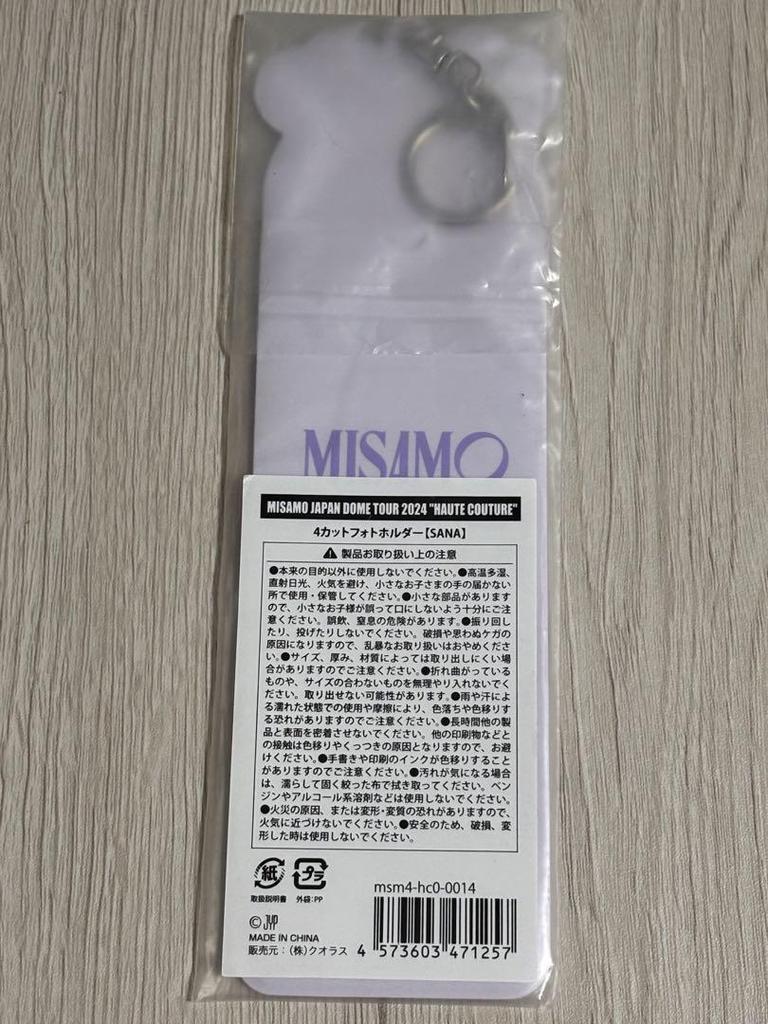 MISAMO
MISAMO JAPAN DOME TOUR 2024 "HAUTE COUTURE"
4カットフォトホルダー【SANA】
⚠ 製品お取り扱い上の注意
●本来の目的以外に使用しないでください。●高温多湿、
直射日光、火気を避け、小さなお子さまの手の届かない
所で使用・保管してください。●小さな部品があります
ので、小さなお子様が誤って口にしないよう十分にご注
意ください。誤飲、窒息の危険があります。●振り回し
たり、投げたりしないでください。破損や思わぬケガの
原因になりますので、乱暴なお取り扱いはおやめくださ
い。●サイズ、厚み、材質によっては取り出しにくい場
合がありますのでご注意ください。●折れ曲がっている
ものや、サイズの合わないものを無理やり入れないでく
ださい。取り出せない可能性があります。●雨や汗によ
る濡れた状態での使用や摩擦により、色落ちや色移りす
る恐れがありますのでご注意ください。●長時間他の製
品と表面を密着させないでください。他の印刷物などと
の接触は色移りやくっつきの原因となりますので、お避
けください。●手書きや印刷のインクが色移りすること
がありますのでご注意ください。●汚れが気になる場合
は、濡らして固く絞った布で拭き取ってください。ベン
ジンやアルコール系溶剤などは使用しないでください。
●火災の原因、または変形・変質の恐れがありますので、
火気に近づけないでください。●安全のため、破損、変
形した時は使用しないでください。
紙 プラ
取扱説明書 外袋:PP
msm4-hc0-0014
© JYP
MADE IN CHINA
販売元:(株)クオラス
4 573603 471257